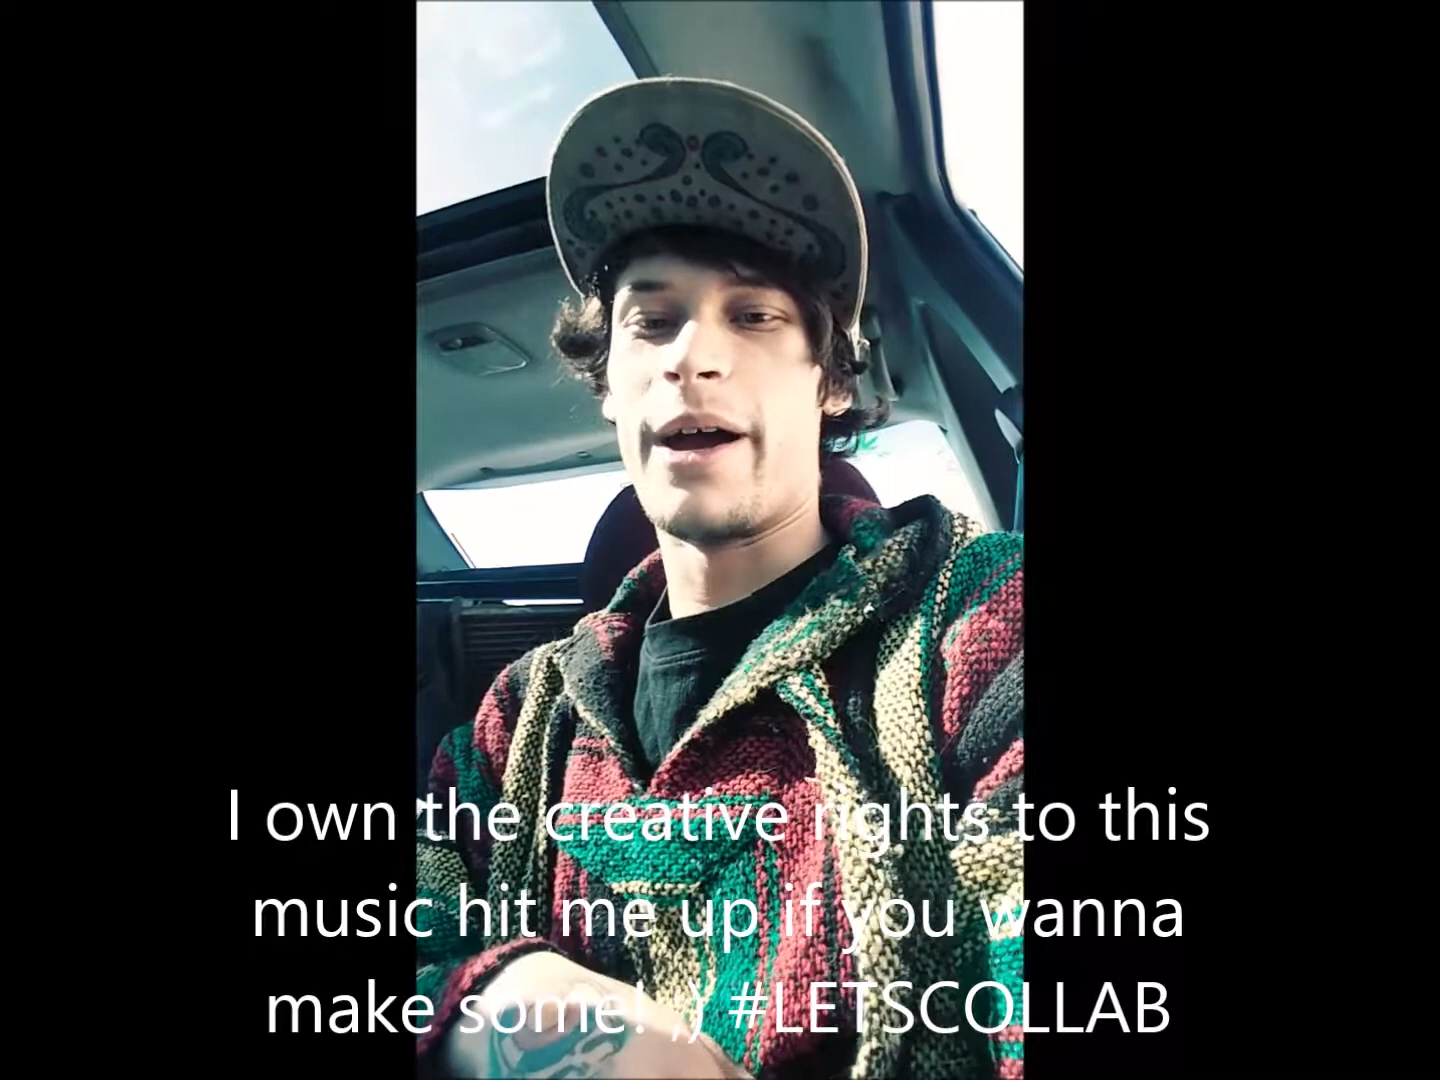 I own the creative rights to this
music hit me up if you wanna
make some! ;) #LETSCOLLAB